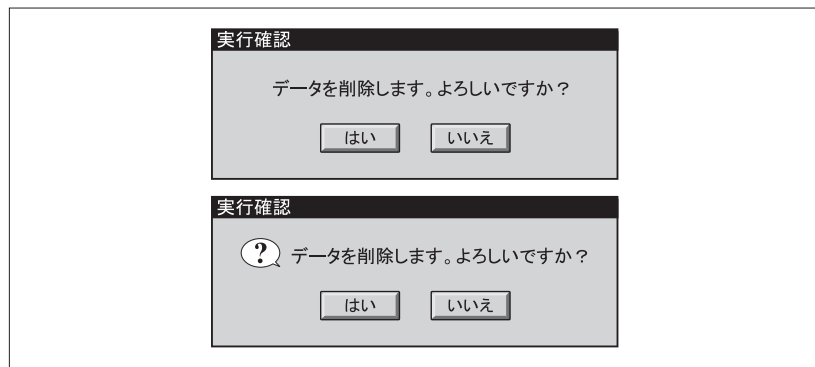 実行確認
データを削除します。よろしいですか？
はい いいえ
実行確認
? データを削除します。よろしいですか？
はい いいえ